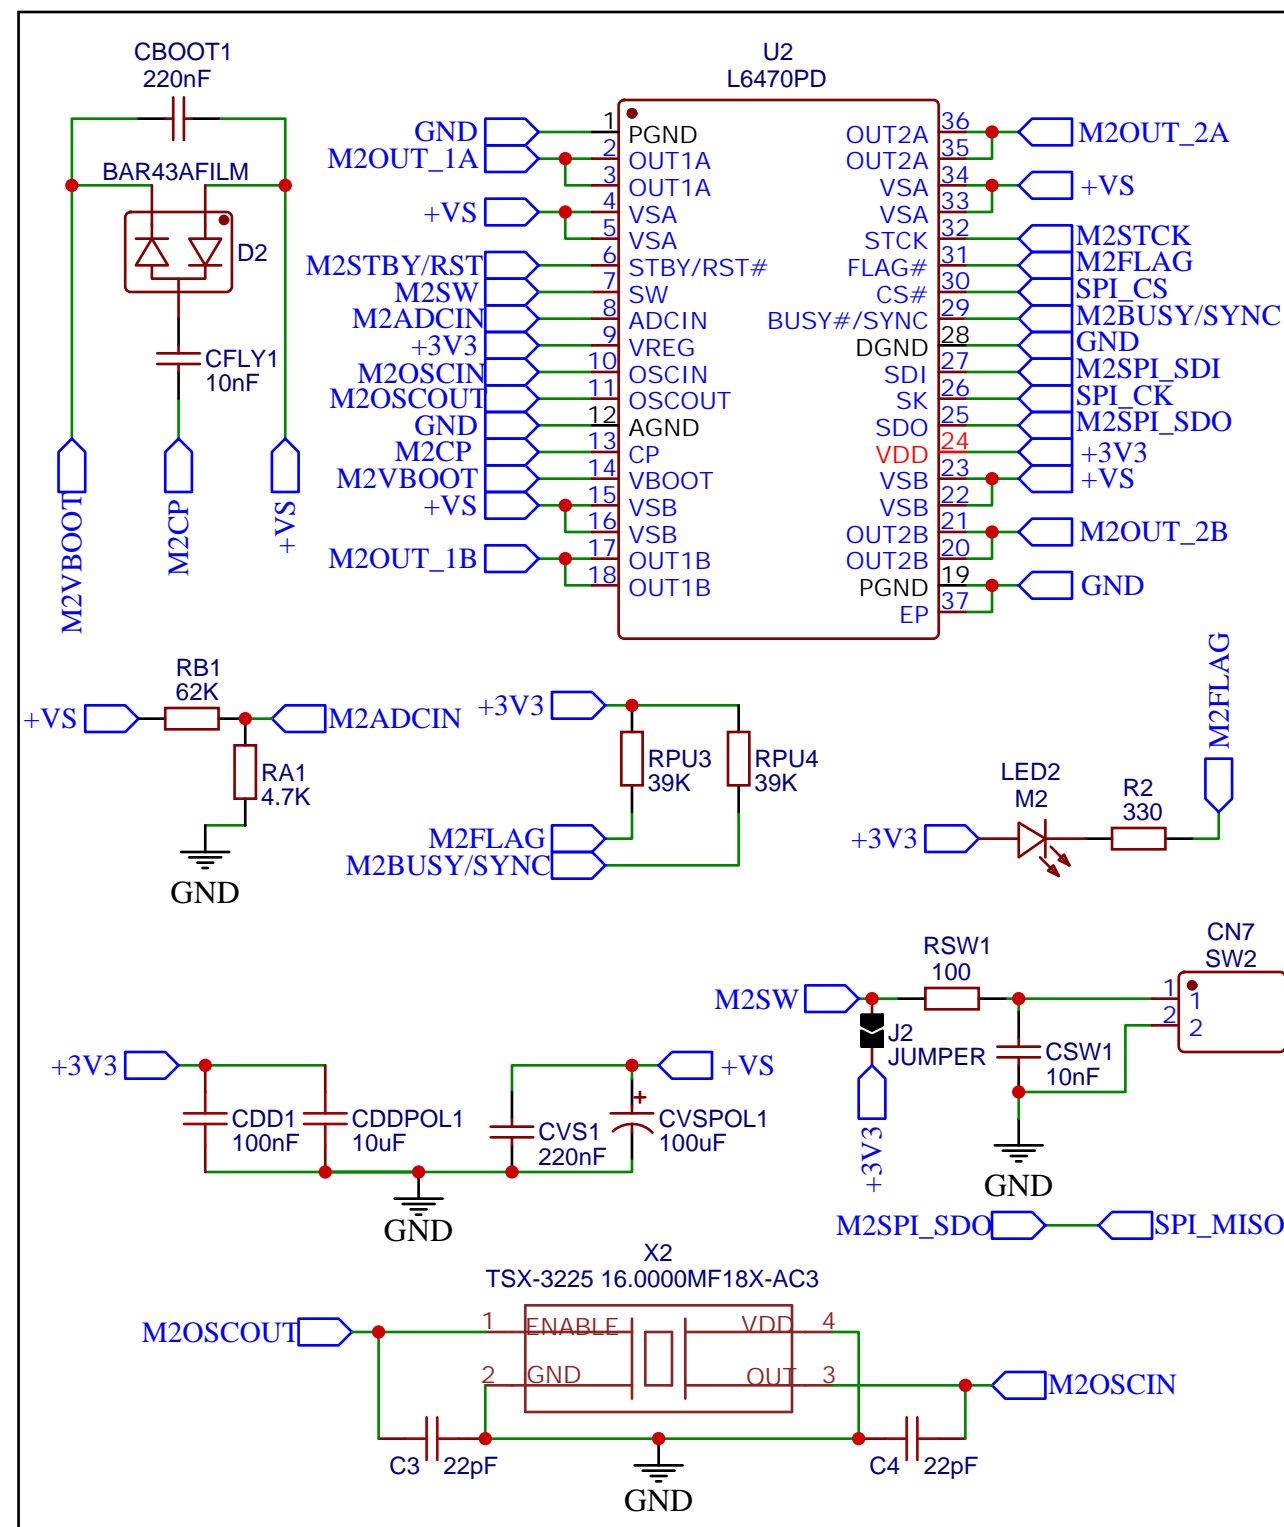 CBOOT1
220nF
BAR43AFILM
D2
CFLY1
10nF
M2VBOOT
M2CP
+VS
U2
L6470PD
GND 1 PGND
M2OUT_1A 2 OUT1A
3 OUT1A
+VS 4 VSA
5 VSA
M2STBY/RST 6 STBY/RST#
M2SW 7 SW
M2ADCIN 8 ADCIN
+3V3 9 VREG
M2OSCIN 10 OSCIN
M2OSCOUT 11 OSCOUT
GND 12 AGND
M2CP 13 CP
M2VBOOT 14 VBOOT
+VS 15 VSB
16 VSB
M2OUT_1B 17 OUT1B
18 OUT1B
OUT2A 36 M2OUT_2A
OUT2A 35
VSA 34 +VS
VSA 33
STCK 32 M2STCK
FLAG# 31 M2FLAG
CS# 30 SPI_CS
BUSY#/SYNC 29 M2BUSY/SYNC
DGND 28 GND
SDI 27 M2SPI_SDI
SK 26 SPI_CK
SDO 25 M2SPI_SDO
VDD 24 +3V3
VSB 23 +VS
VSB 22
OUT2B 21 M2OUT_2B
OUT2B 20
PGND 19 GND
EP 37
RB1
62K
+VS
M2ADCIN
RA1
4.7K
GND
+3V3
RPU3
39K
RPU4
39K
M2FLAG
M2BUSY/SYNC
M2FLAG
LED2
M2
R2
330
+3V3
RSW1
100
CN7
SW2
M2SW
1 1
2 2
J2
JUMPER
CSW1
10nF
+3V3
GND
+3V3
CDD1
100nF
CDDPOL1
10uF
+VS
CVS1
220nF
+
CVSPOL1
100uF
GND
M2SPI_SDO SPI_MISO
X2
TSX-3225 16.0000MF18X-AC3
M2OSCOUT 1 ENABLE VDD 4
2 GND OUT 3 M2OSCIN
C3 22pF
C4 22pF
GND